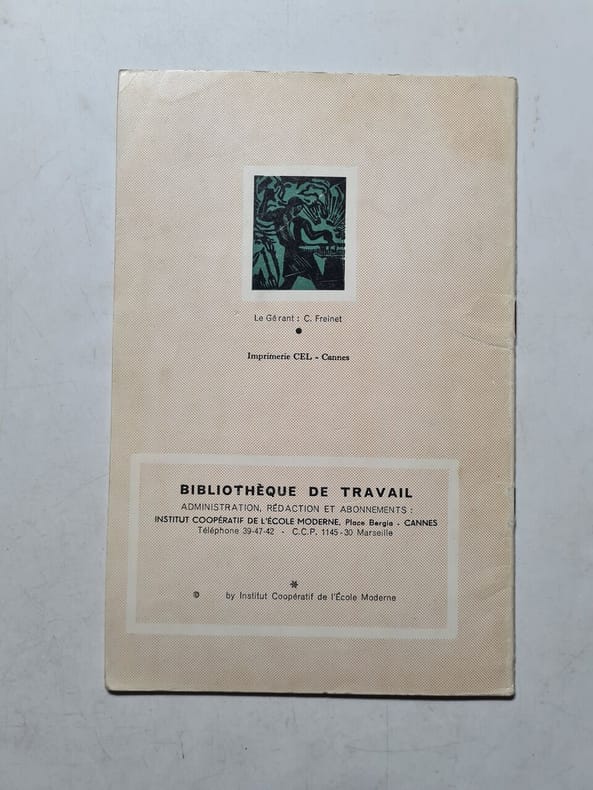 Le Gérant : C. Freinet
Imprimerie CEL - Cannes
BIBLIOTHÈQUE DE TRAVAIL
ADMINISTRATION, RÉDACTION ET ABONNEMENTS :
INSTITUT COOPÉRATIF DE L'ÉCOLE MODERNE, Place Bergia - CANNES
Téléphone 39-47-42 - C.C.P. 1145-30 Marseille
*
© by Institut Coopératif de l'École Moderne